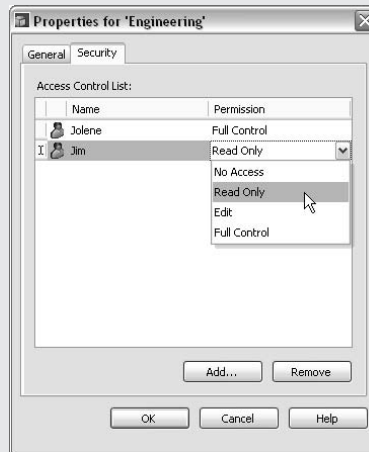 Properties for 'Engineering'
General Security
Access Control List:
Name Permission
Jolene Full Control
Jim Read Only
No Access
Read Only
Edit
Full Control
Add... Remove
OK Cancel Help